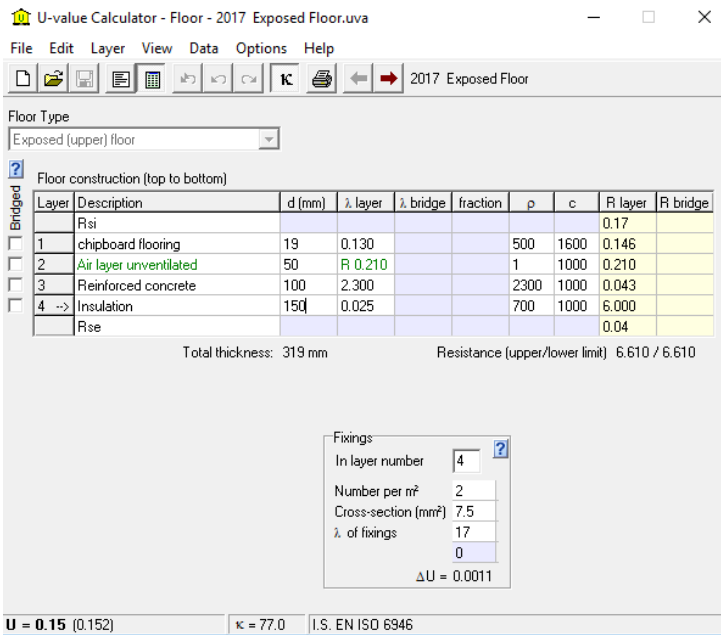 U-value Calculator - Floor - 2017 Exposed Floor.uva
File Edit Layer View Data Options Help
κ 2017 Exposed Floor
Floor Type
Exposed (upper) floor
?
Bridged
Floor construction (top to bottom)
Layer Description d (mm) λ layer λ bridge fraction ρ c R layer R bridge
Rsi 0.17
1 chipboard flooring 19 0.130 500 1600 0.146
2 Air layer unventilated 50 R 0.210 1 1000 0.210
3 Reinforced concrete 100 2.300 2300 1000 0.043
4 --> Insulation 150 0.025 700 1000 6.000
Rse 0.04
Total thickness: 319 mm Resistance (upper/lower limit) 6.610 / 6.610
Fixings
?
In layer number 4
Number per m² 2
Cross-section (mm²) 7.5
λ of fixings 17
0
ΔU = 0.0011
U = 0.15 (0.152) κ = 77.0 I.S. EN ISO 6946